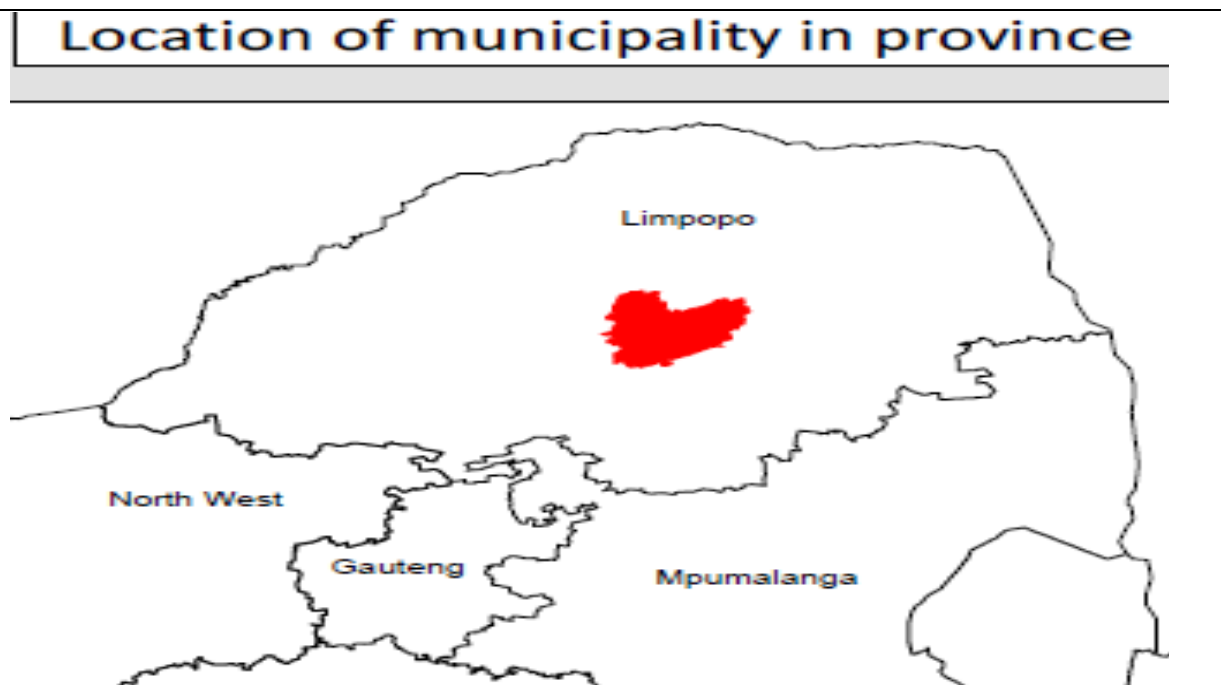 Location of municipality in province
Limpopo
North West
Gauteng
Mpumalanga